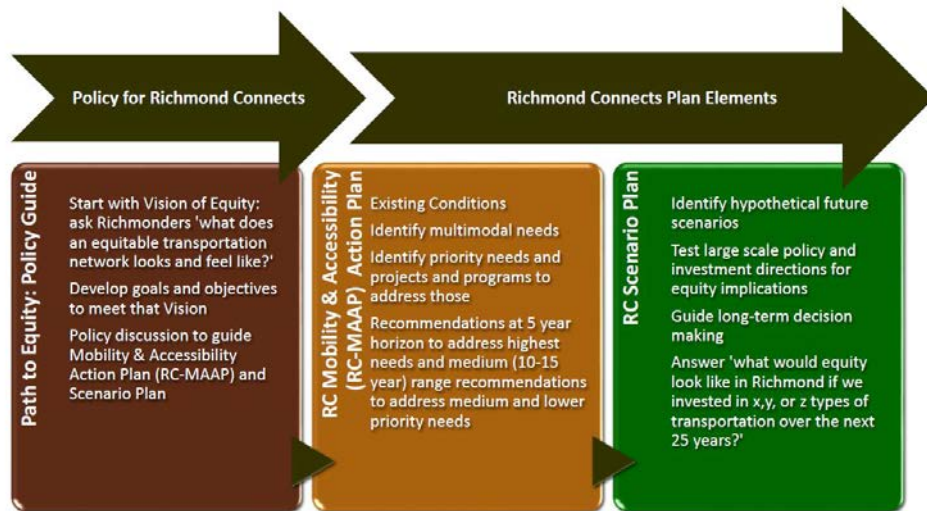 Policy for Richmond Connects
Richmond Connects Plan Elements
Path to Equity: Policy Guide
Start with Vision of Equity:
ask Richmonders 'what does
an equitable transportation
network looks and feel like?'
Develop goals and objectives
to meet that Vision
Policy discussion to guide
Mobility & Accessibility
Action Plan (RC-MAAP) and
Scenario Plan
RC Mobility & Accessibility
(RC-MAAP) Action Plan
Existing Conditions
Identify multimodal needs
Identify priority needs and
projects and programs to
address those
Recommendations at 5 year
horizon to address highest
needs and medium (10-15
year) range recommendations
to address medium and lower
priority needs
RC Scenario Plan
Identify hypothetical future
scenarios
Test large scale policy and
investment directions for
equity implications
Guide long-term decision
making
Answer 'what would equity
look like in Richmond if we
invested in x,y, or z types of
transportation over the next
25 years?'